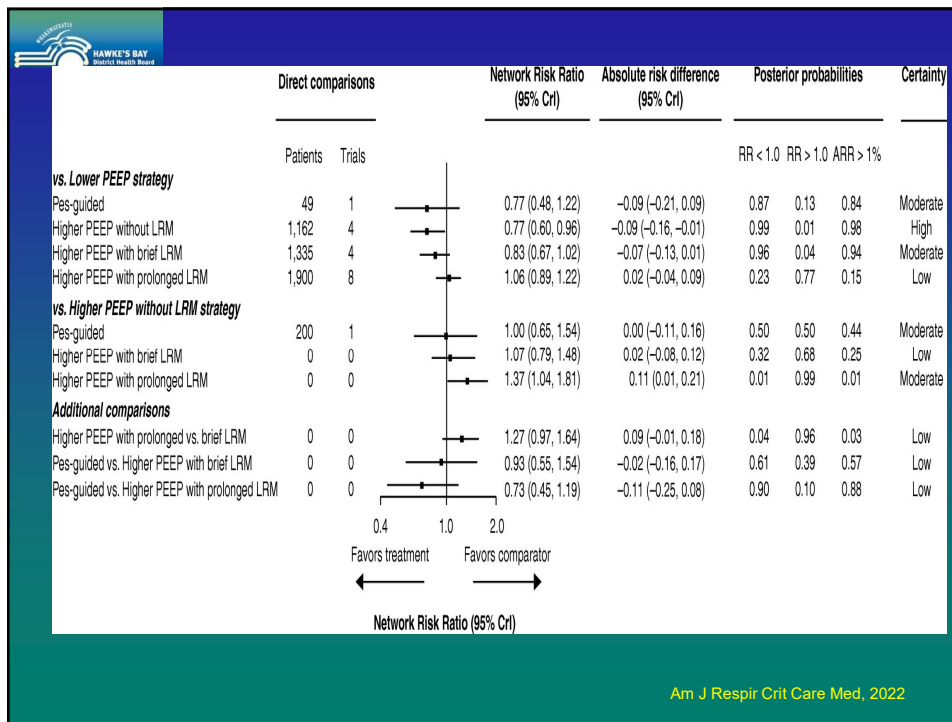 WHAKAWATEATIA
HAWKE'S BAY
District Health Board
Direct comparisons Network Risk Ratio Absolute risk difference Posterior probabilities Certainty
(95% CrI) (95% CrI)
Patients Trials RR < 1.0 RR > 1.0 ARR > 1%
vs. Lower PEEP strategy
Pes-guided 49 1 0.77 (0.48, 1.22) −0.09 (−0.21, 0.09) 0.87 0.13 0.84 Moderate
Higher PEEP without LRM 1,162 4 0.77 (0.60, 0.96) −0.09 (−0.16, −0.01) 0.99 0.01 0.98 High
Higher PEEP with brief LRM 1,335 4 0.83 (0.67, 1.02) −0.07 (−0.13, 0.01) 0.96 0.04 0.94 Moderate
Higher PEEP with prolonged LRM 1,900 8 1.06 (0.89, 1.22) 0.02 (−0.04, 0.09) 0.23 0.77 0.15 Low
vs. Higher PEEP without LRM strategy
Pes-guided 200 1 1.00 (0.65, 1.54) 0.00 (−0.11, 0.16) 0.50 0.50 0.44 Moderate
Higher PEEP with brief LRM 0 0 1.07 (0.79, 1.48) 0.02 (−0.08, 0.12) 0.32 0.68 0.25 Low
Higher PEEP with prolonged LRM 0 0 1.37 (1.04, 1.81) 0.11 (0.01, 0.21) 0.01 0.99 0.01 Moderate
Additional comparisons
Higher PEEP with prolonged vs. brief LRM 0 0 1.27 (0.97, 1.64) 0.09 (−0.01, 0.18) 0.04 0.96 0.03 Low
Pes-guided vs. Higher PEEP with brief LRM 0 0 0.93 (0.55, 1.54) −0.02 (−0.16, 0.17) 0.61 0.39 0.57 Low
Pes-guided vs. Higher PEEP with prolonged LRM 0 0 0.73 (0.45, 1.19) −0.11 (−0.25, 0.08) 0.90 0.10 0.88 Low
0.4 1.0 2.0
Favors treatment Favors comparator
Network Risk Ratio (95% CrI)
Am J Respir Crit Care Med, 2022